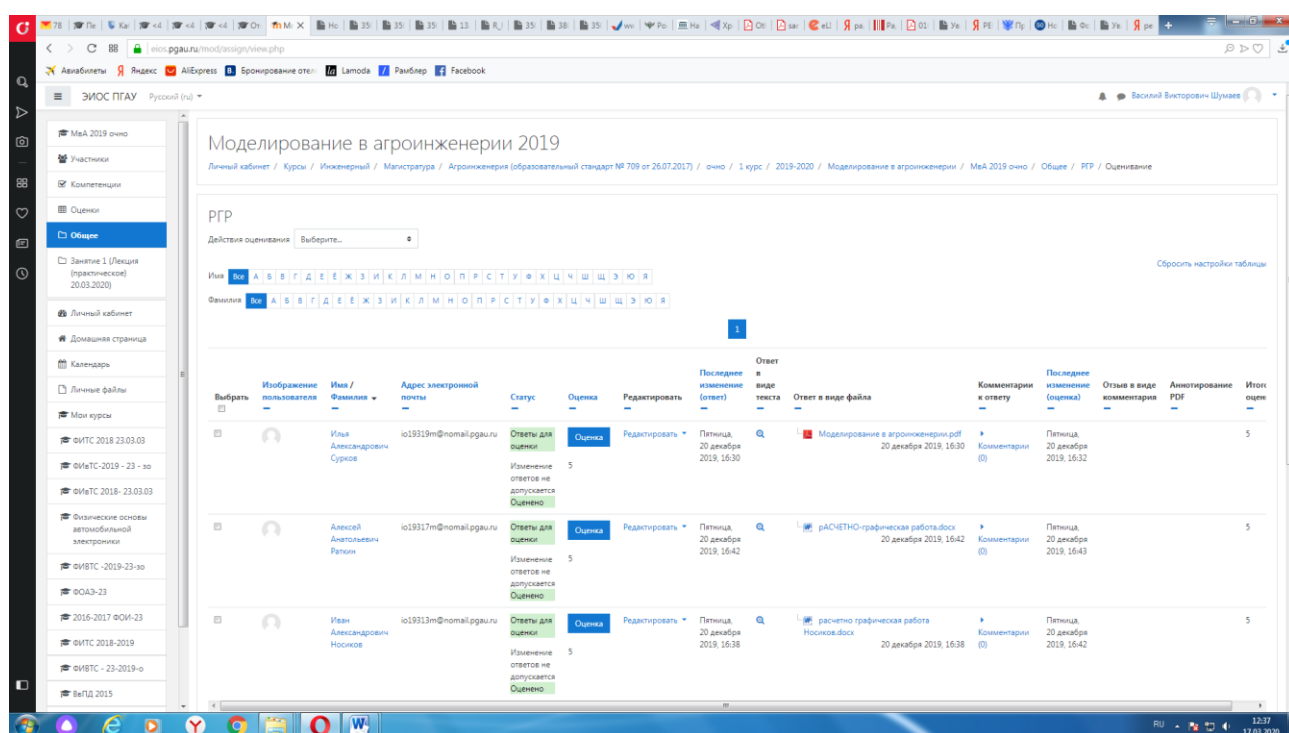 eios.pgau.ru/mod/assign/view.php
Авиабилеты Яндекс AliExpress Бронирование отел Lamoda Рамблер Facebook
ЭИОС ПГАУ Русский (ru)
Василий Викторович Шумаев
МвА 2019 очно
Участники
Компетенции
Оценки
Общее
Занятие 1 (Лекция
(практическое)
20.03.2020)
Личный кабинет
Домашняя страница
Календарь
Личные файлы
Мои курсы
ФИТС 2018 23.03.03
ФИвТС-2019 - 23 - зо
ФИвТС 2018- 23.03.03
Физические основы
автомобильной
электроники
ФИВТС -2019-23-зо
ФОАЭ-23
2016-2017 ФОИ-23
ФИТС 2018-2019
ФИВТС - 23-2019-о
ВвПД 2015
Моделирование в агроинженерии 2019
Личный кабинет / Курсы / Инженерный / Магистратура / Агроинженерия (образовательный стандарт № 709 от 26.07.2017) / очно / 1 курс / 2019-2020 / Моделирование в агроинженерии / МвА 2019 очно / Общее / РГР / Оценивание
РГР
Действия оценивания Выберите...
Сбросить настройки таблицы
Имя Все А Б В Г Д Е Ё Ж З И К Л М Н О П Р С Т У Ф Х Ц Ч Ш Щ Э Ю Я
Фамилия Все А Б В Г Д Е Ё Ж З И К Л М Н О П Р С Т У Ф Х Ц Ч Ш Щ Э Ю Я
1
Выбрать
Изображение
пользователя
Имя /
Фамилия
Адрес электронной
почты
Статус
Оценка
Редактировать
Последнее
изменение
(ответ)
Ответ
в
виде
текста
Ответ в виде файла
Комментарии
к ответу
Последнее
изменение
(оценка)
Отзыв в виде
комментария
Аннотирование
PDF
Итого
оцен
Илья
Александрович
Сурков
io19319m@nomail.pgau.ru
Ответы для
оценки
Изменение
ответов не
допускается
Оценено
Оценка
5
Редактировать
Пятница,
20 декабря
2019, 16:30
Моделирование в агроинженерии.pdf
20 декабря 2019, 16:30
Комментарии
(0)
Пятница,
20 декабря
2019, 16:32
5
Алексей
Анатольевич
Раткин
io19317m@nomail.pgau.ru
Ответы для
оценки
Изменение
ответов не
допускается
Оценено
Оценка
5
Редактировать
Пятница,
20 декабря
2019, 16:42
рАСЧЕТНО-графическая работа.docx
20 декабря 2019, 16:42
Комментарии
(0)
Пятница,
20 декабря
2019, 16:43
5
Иван
Александрович
Носиков
io19313m@nomail.pgau.ru
Ответы для
оценки
Изменение
ответов не
допускается
Оценено
Оценка
5
Редактировать
Пятница,
20 декабря
2019, 16:38
расчетно графическая работа
Носиков.docx
20 декабря 2019, 16:38
Комментарии
(0)
Пятница,
20 декабря
2019, 16:42
5
RU
12:37
17.03.2020